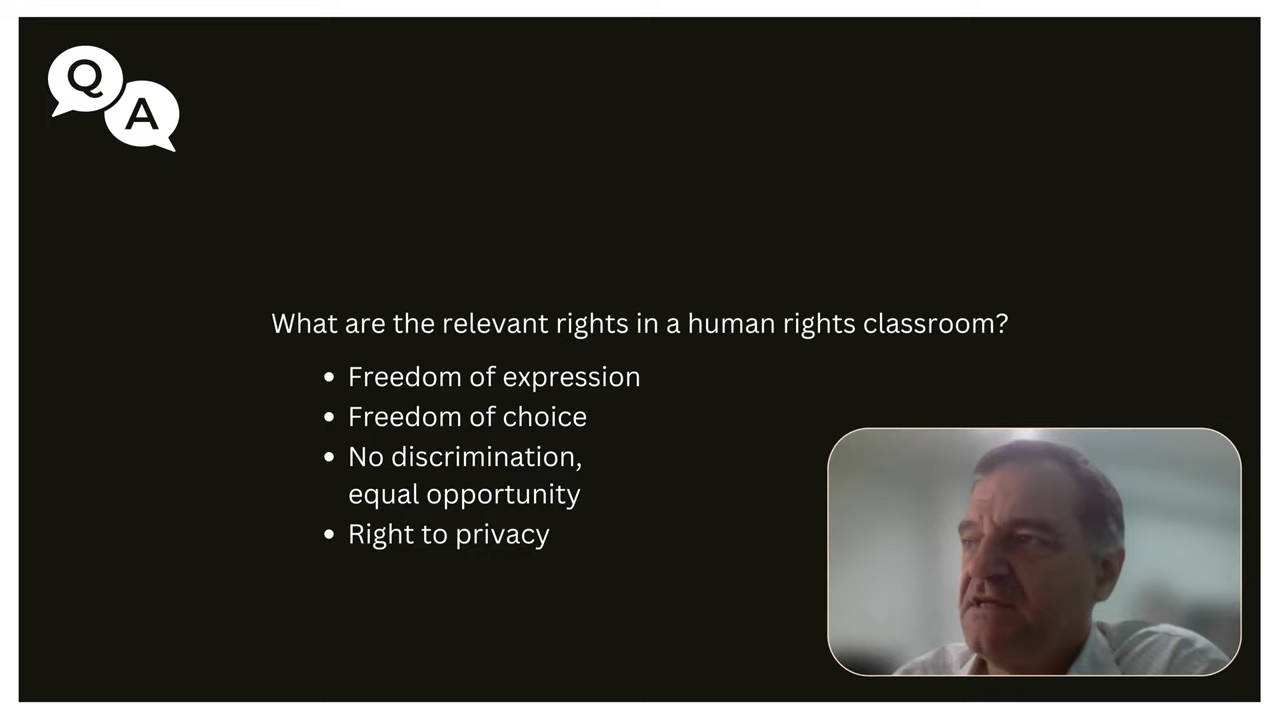 Q
A
What are the relevant rights in a human rights classroom?
• Freedom of expression
• Freedom of choice
• No discrimination,
equal opportunity
• Right to privacy